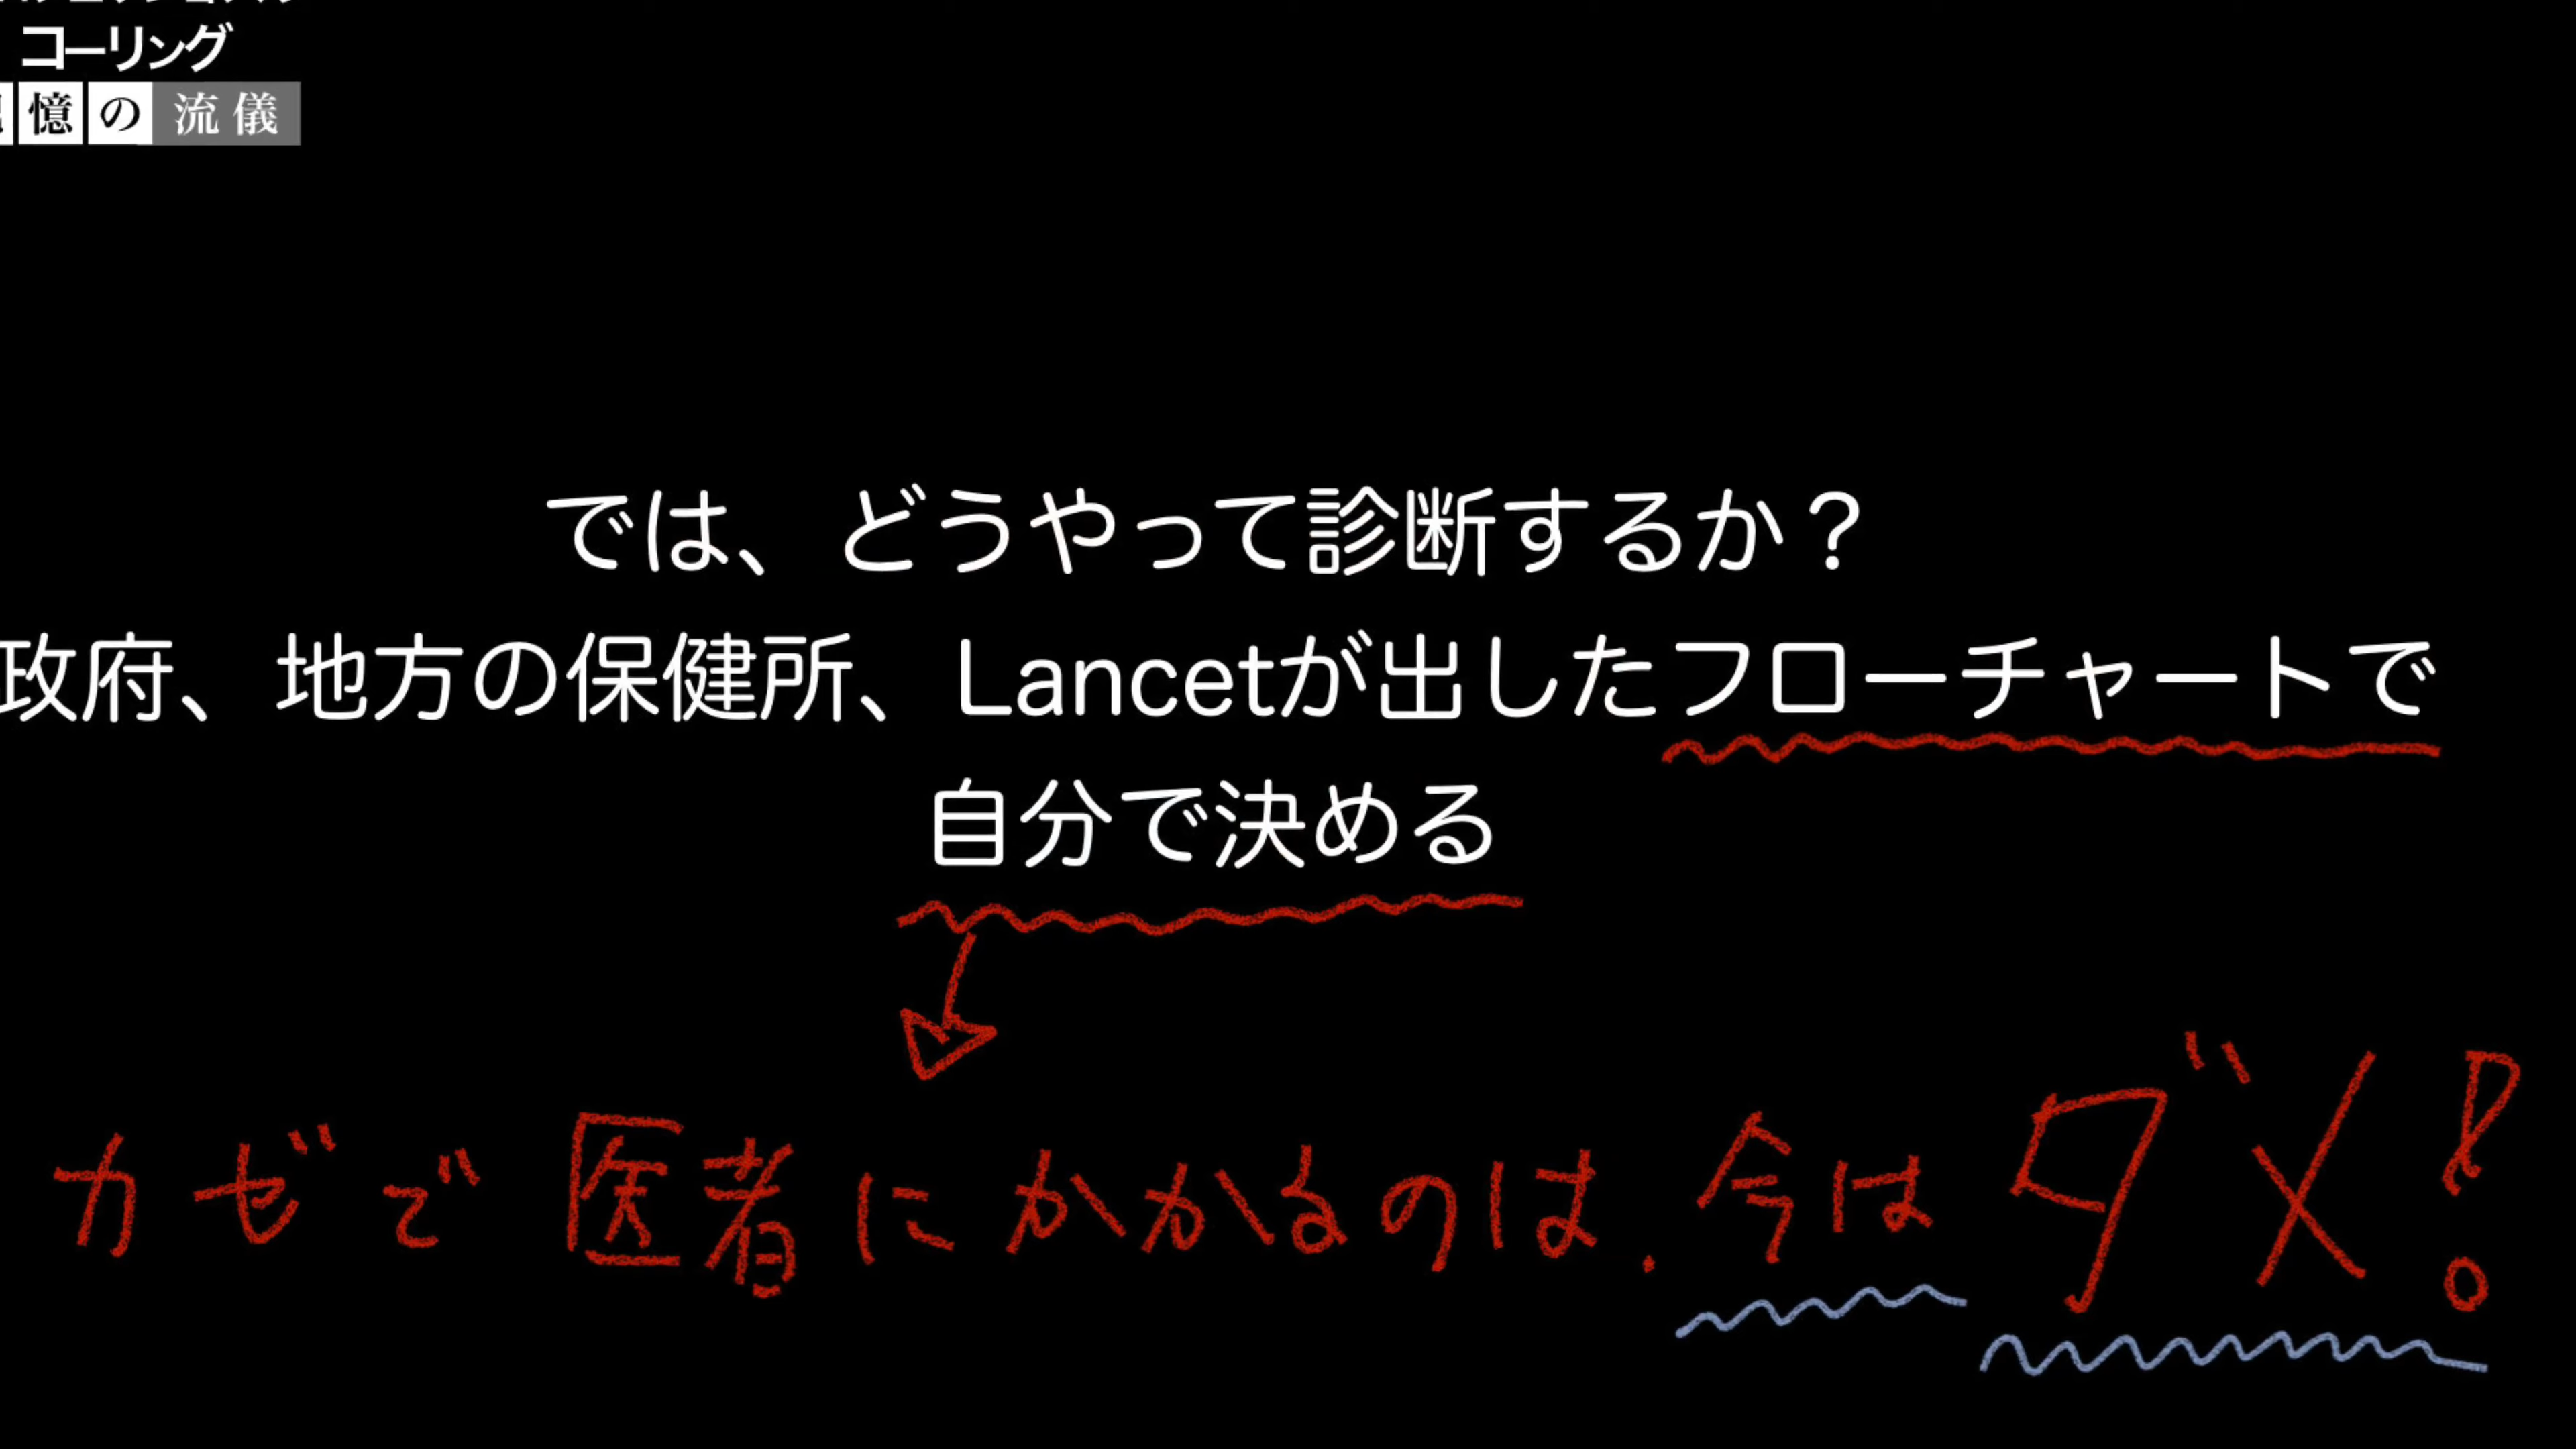 コーリング
憶の流儀
では、どうやって診断するか？
政府、地方の保健所、Lancetが出したフローチャートで
自分で決める
カゼで医者にかかるのは、今はダメ！